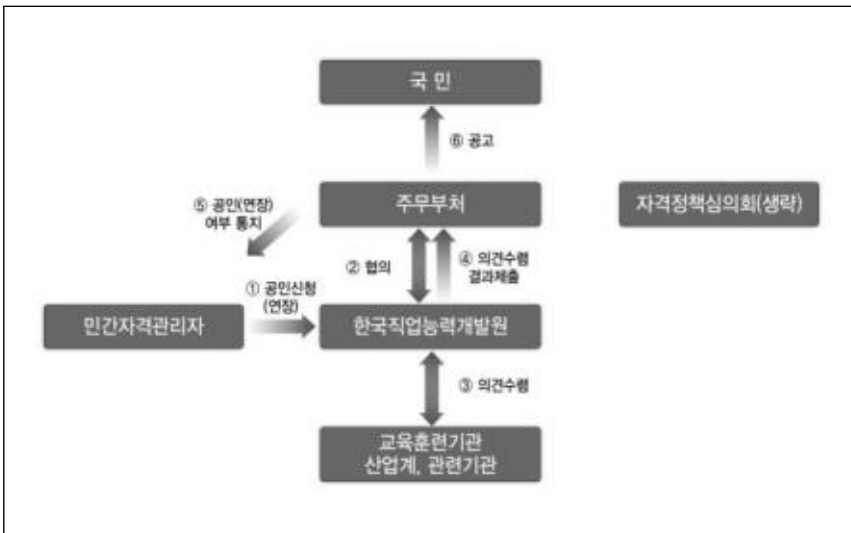 국 민
⑥ 공고
⑤ 공인(연장)
여부 통지
주무부처
자격정책심의회(생략)
② 협의
④ 의견수렴
결과제출
① 공인신청
(연장)
민간자격관리자
한국직업능력개발원
③ 의견수렴
교육훈련기관
산업계, 관련기관